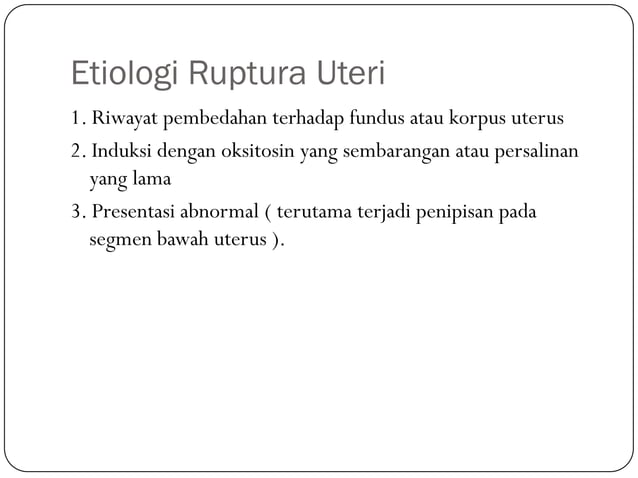 Etiologi Ruptura Uteri
1. Riwayat pembedahan terhadap fundus atau korpus uterus
2. Induksi dengan oksitosin yang sembarangan atau persalinan
yang lama
3. Presentasi abnormal ( terutama terjadi penipisan pada
segmen bawah uterus ).